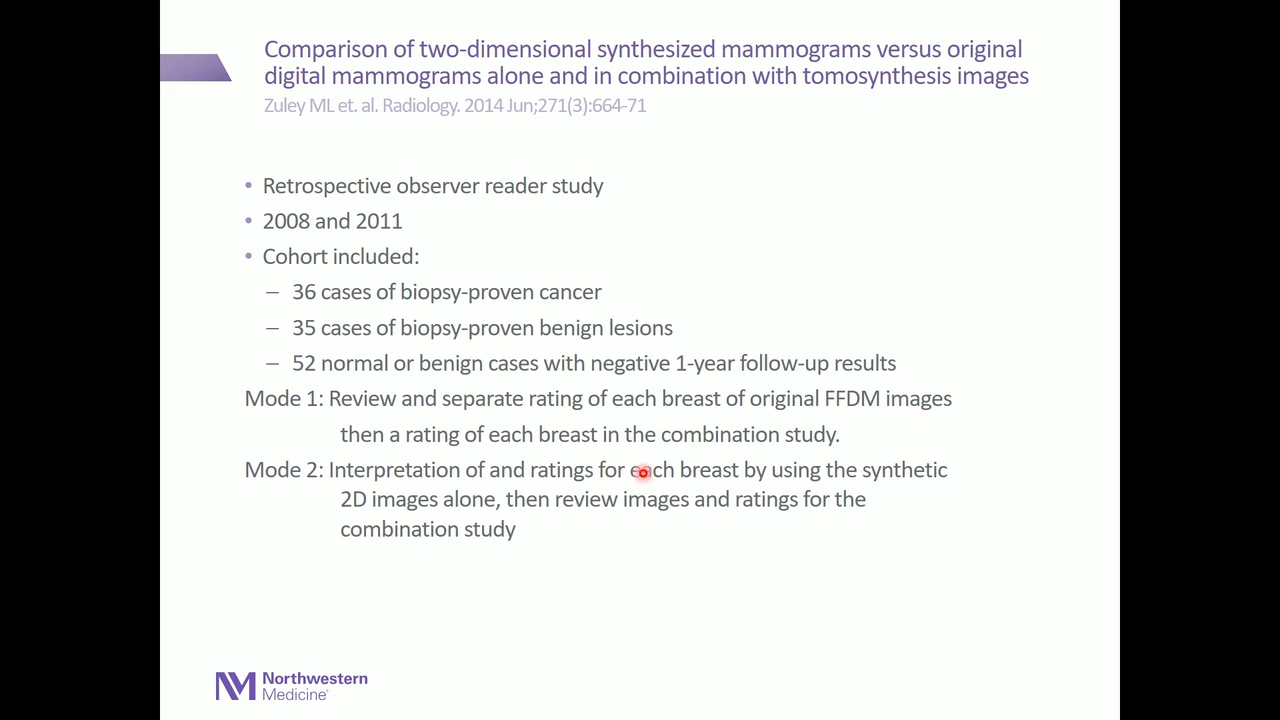 Comparison of two-dimensional synthesized mammograms versus original
digital mammograms alone and in combination with tomosynthesis images
Zuley ML et. al. Radiology. 2014 Jun;271(3):664-71
• Retrospective observer reader study
• 2008 and 2011
• Cohort included:
– 36 cases of biopsy-proven cancer
– 35 cases of biopsy-proven benign lesions
– 52 normal or benign cases with negative 1-year follow-up results
Mode 1: Review and separate rating of each breast of original FFDM images
then a rating of each breast in the combination study.
Mode 2: Interpretation of and ratings for each breast by using the synthetic
2D images alone, then review images and ratings for the
combination study
NM Northwestern
Medicine